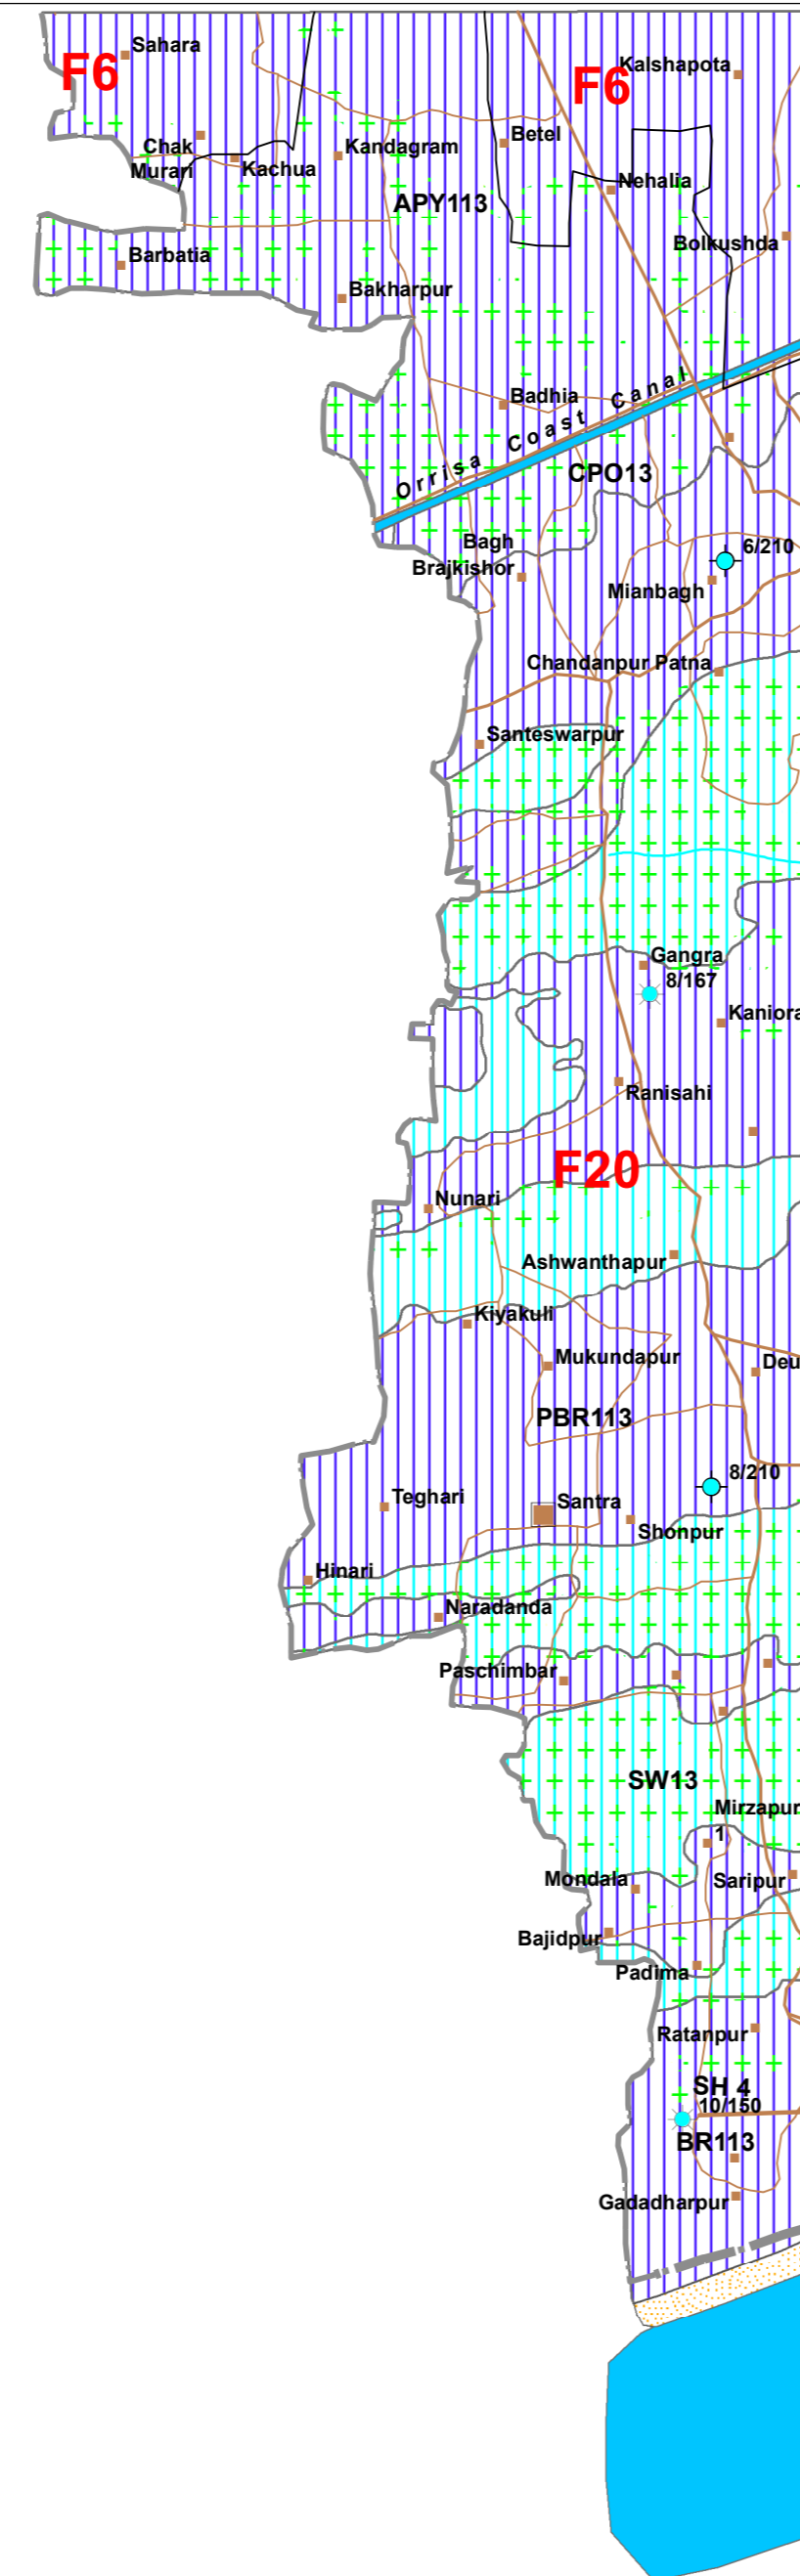 Sahara
F6
F6
Kalshapota
Betel
Chak
Murari
Kachua
Kandagram
Nehalia
APY113
Bolkushda
Barbatia
Bakharpur
Badhia
Orrisa Coast Canal
CPO13
Bagh
Brajkishor
6/210
Mianbagh
Chandanpur Patna
Santeswarpur
Gangra
8/167
Kaniora
Ranisahi
F20
Nunari
Ashwanthapur
Kiyakuli
Mukundapur
Deu
PBR113
8/210
Teghari
Santra
Shonpur
Hinari
Naradanda
Paschimbar
SW13
Mirzapur
1
Mondala
Saripur
Bajidpur
Padima
Ratanpur
SH 4
10/150
BR113
Gadadharpur